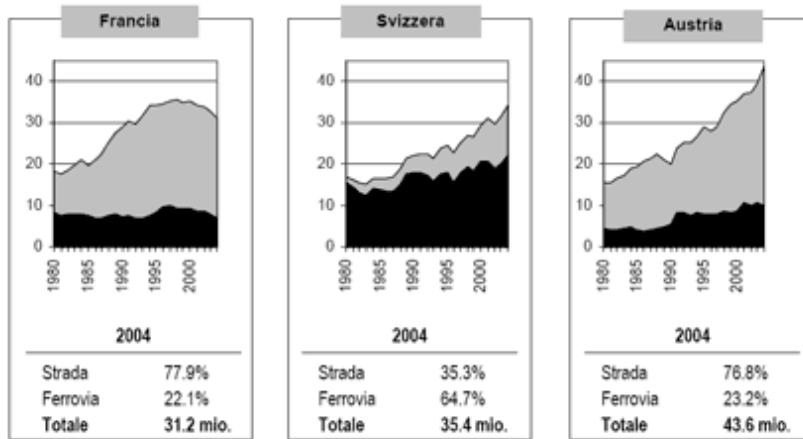 Francia
40
30
20
10
0
1980
1985
1990
1995
2000
2004
Strada 77.9%
Ferrovia 22.1%
Totale 31.2 mio.
Svizzera
40
30
20
10
0
1980
1985
1990
1995
2000
2004
Strada 35.3%
Ferrovia 64.7%
Totale 35.4 mio.
Austria
40
30
20
10
0
1980
1985
1990
1995
2000
2004
Strada 76.8%
Ferrovia 23.2%
Totale 43.6 mio.